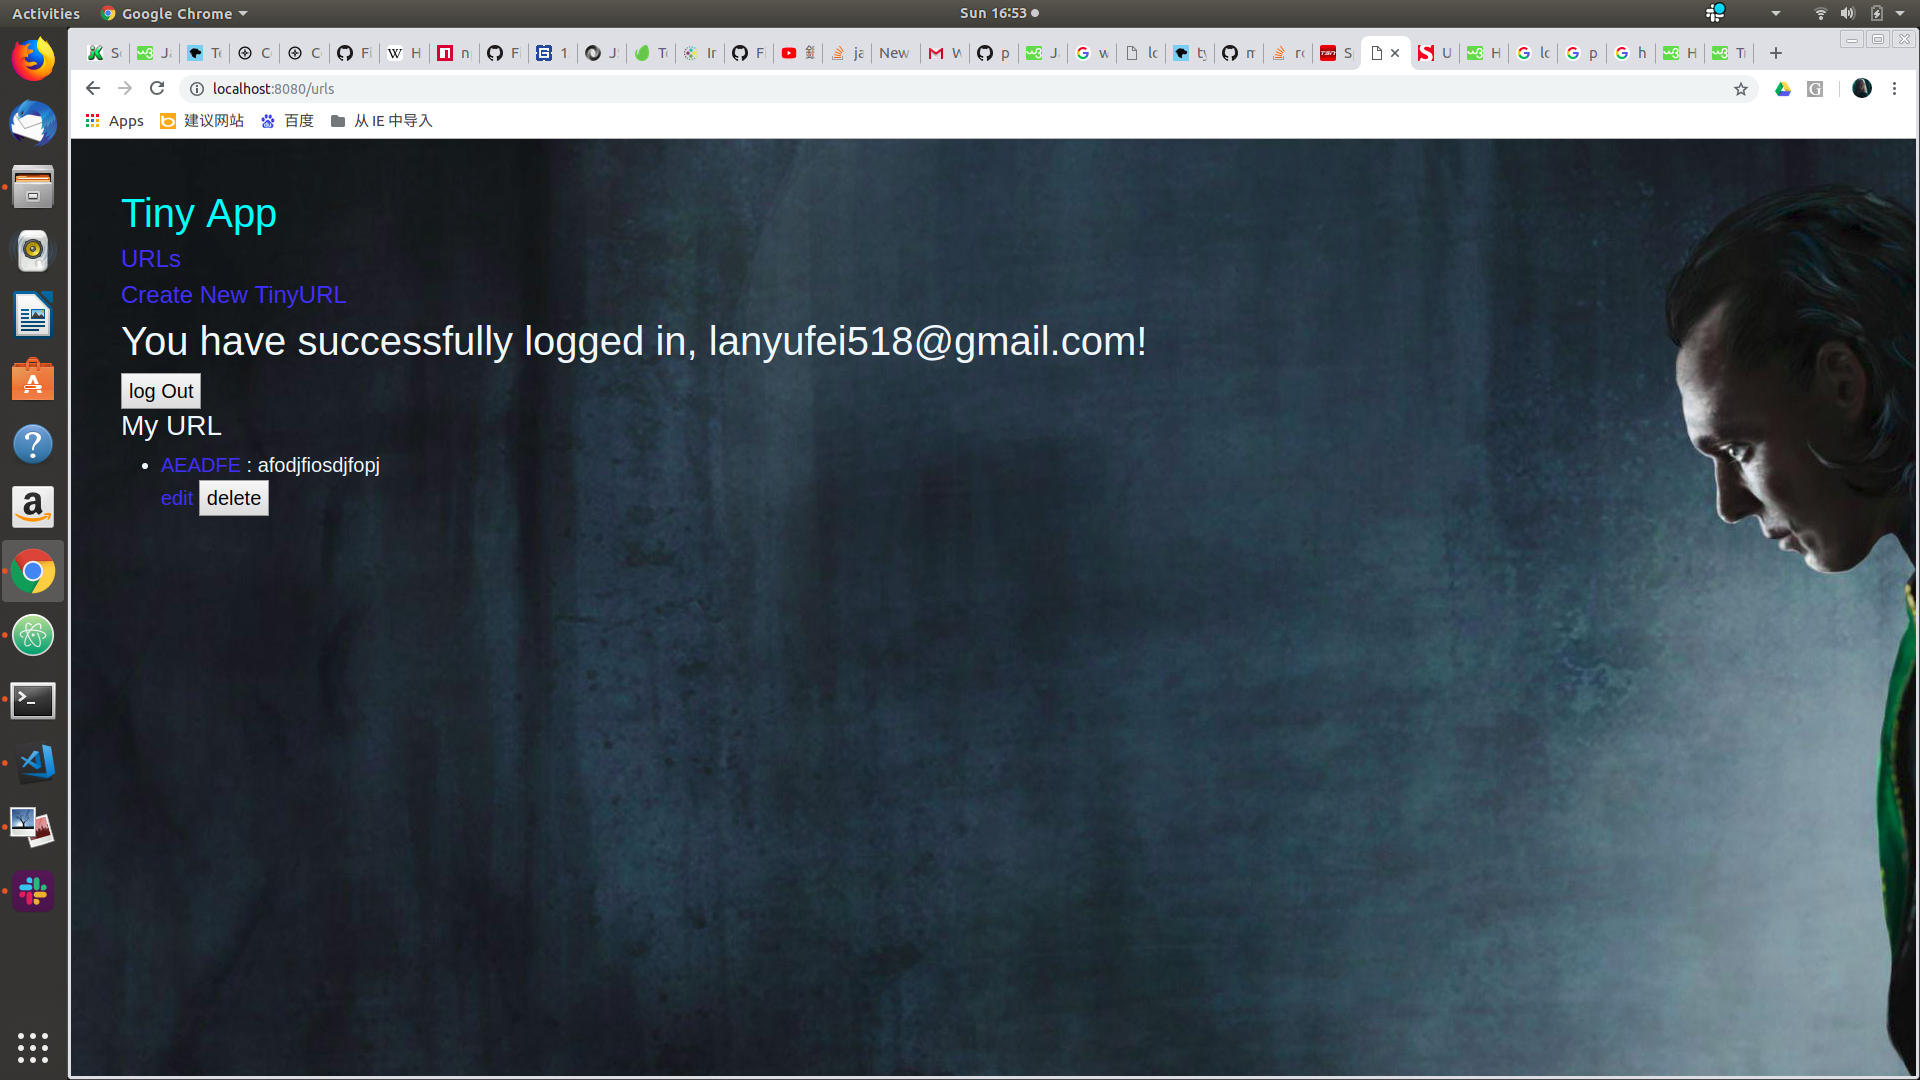 Activities Google Chrome Sun 16:53
localhost:8080/urls
Apps 建议网站 百度 从 IE 中导入
Tiny App
URLs
Create New TinyURL
You have successfully logged in, lanyufei518@gmail.com!
log Out
My URL
AEADFE : afodjfiosdjfopj
edit delete